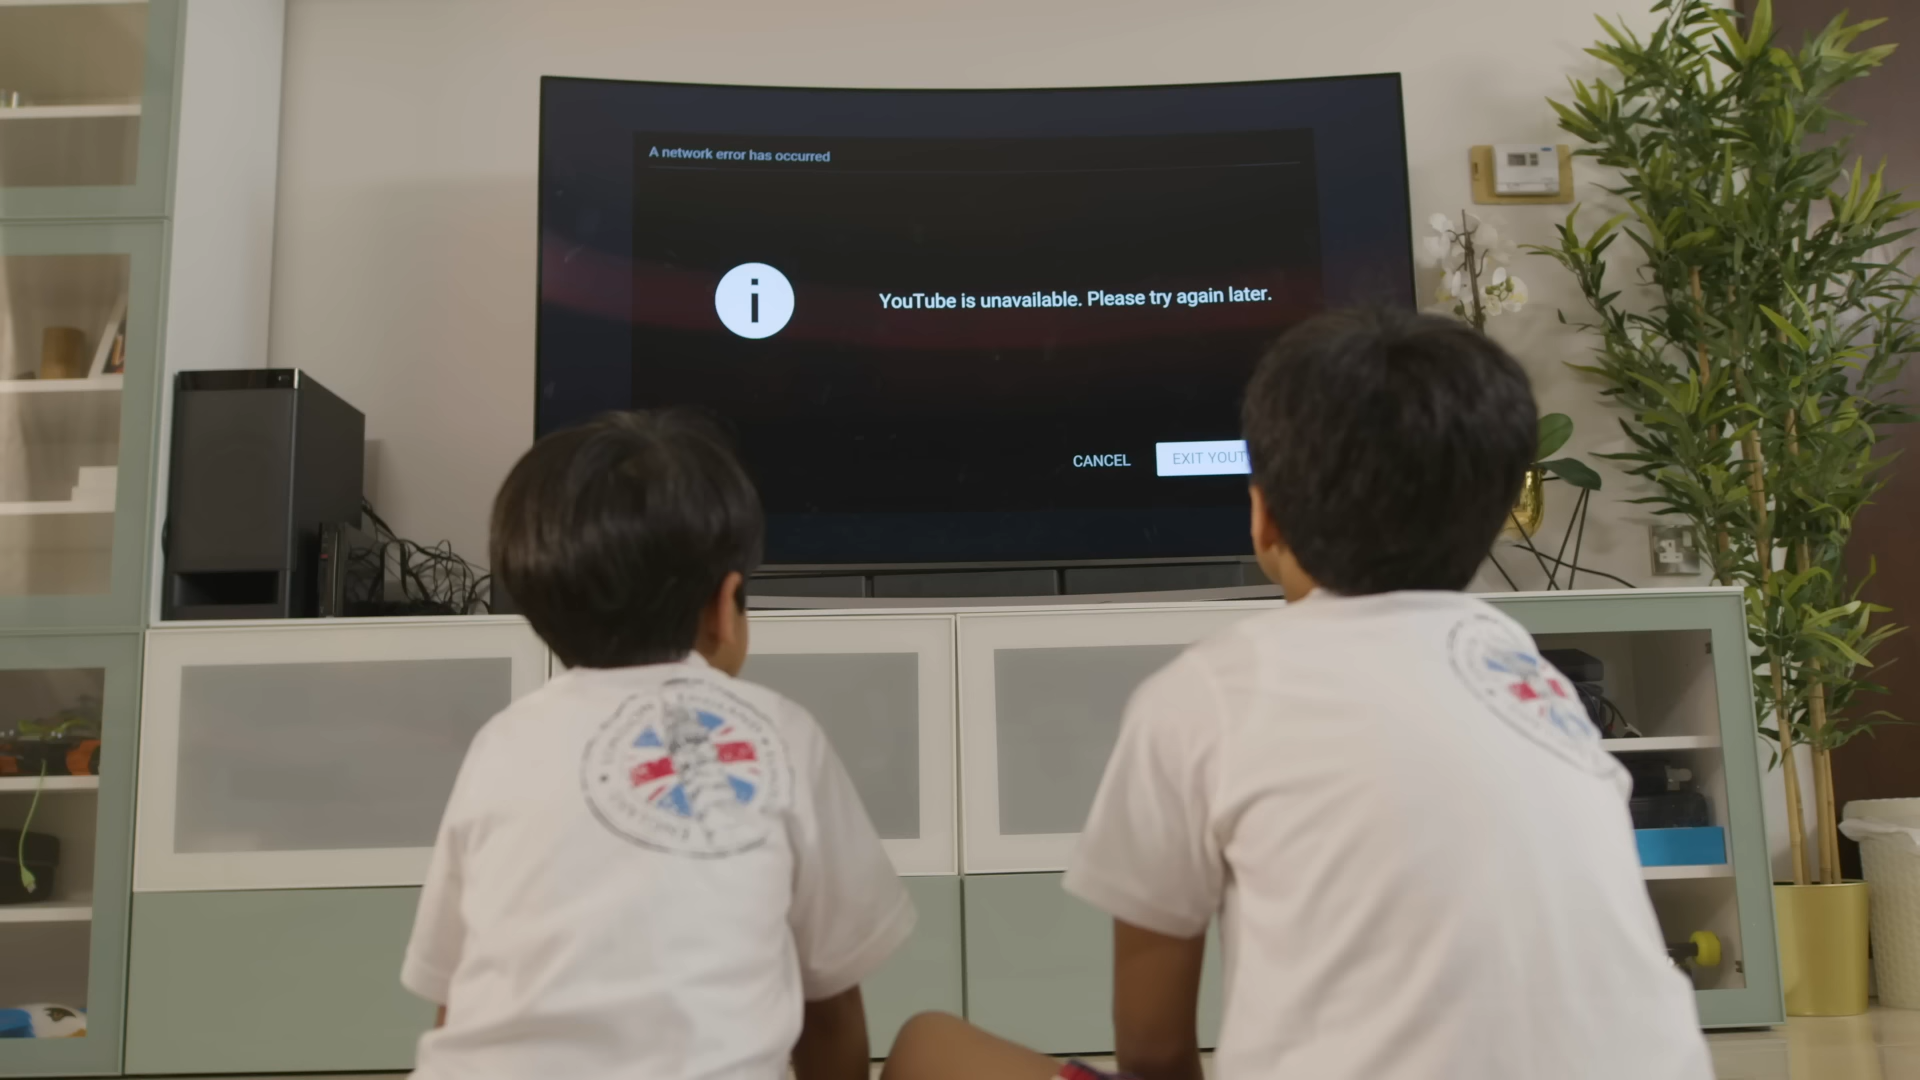 A network error has occurred
i
YouTube is unavailable. Please try again later.
CANCEL
EXIT YOUT